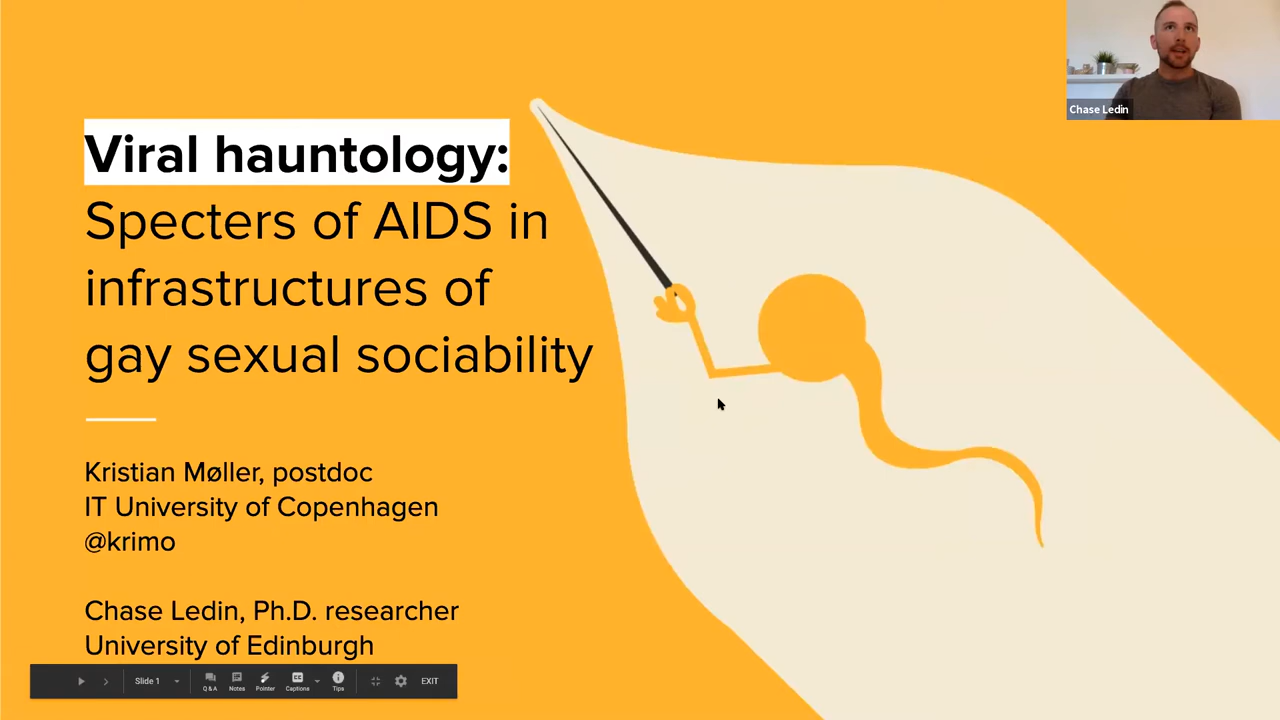 Chase Ledin
Viral hauntology:
Specters of AIDS in
infrastructures of
gay sexual sociability
Kristian Møller, postdoc
IT University of Copenhagen
@krimo
Chase Ledin, Ph.D. researcher
University of Edinburgh
Slide 1
Q & A
Notes
Pointer
Captions
Tips
EXIT